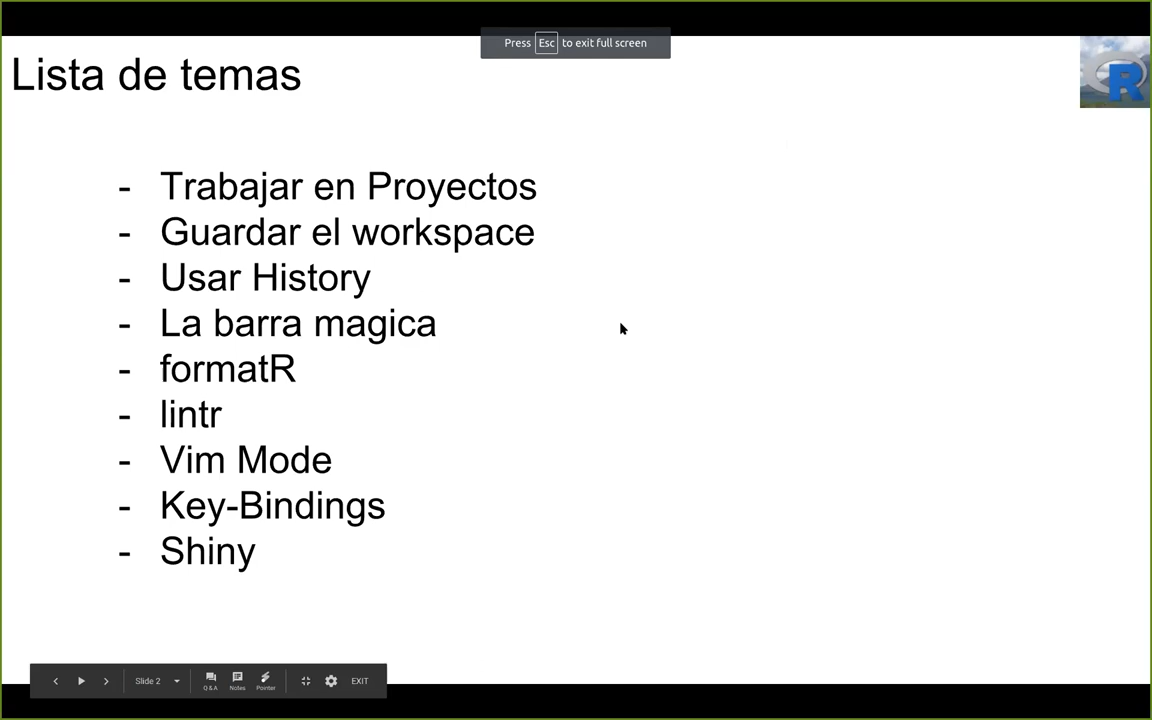 Press Esc to exit full screen
Lista de temas
R
- Trabajar en Proyectos
- Guardar el workspace
- Usar History
- La barra magica
- formatR
- lintr
- Vim Mode
- Key-Bindings
- Shiny
Slide 2
Q&A
Notes
Pointer
EXIT